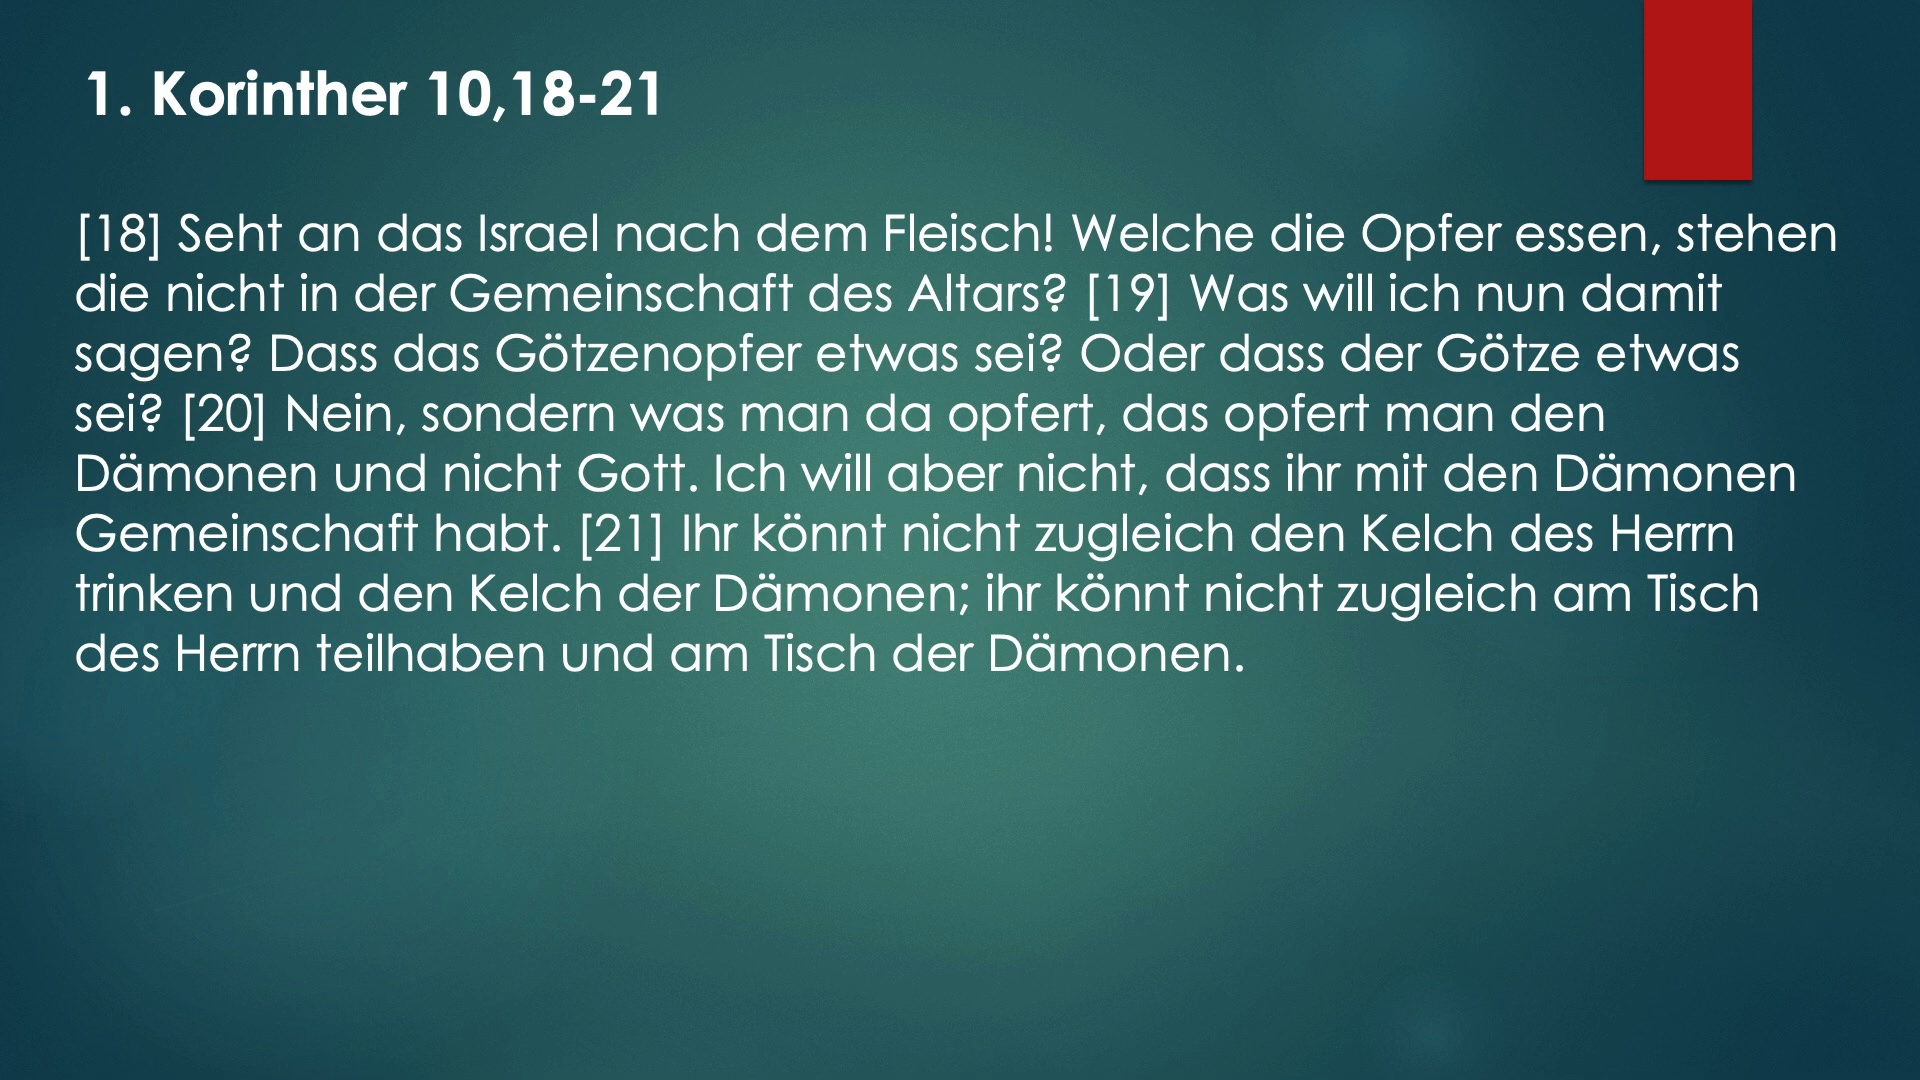 1. Korinther 10,18-21
[18] Seht an das Israel nach dem Fleisch! Welche die Opfer essen, stehen
die nicht in der Gemeinschaft des Altars? [19] Was will ich nun damit
sagen? Dass das Götzenopfer etwas sei? Oder dass der Götze etwas
sei? [20] Nein, sondern was man da opfert, das opfert man den
Dämonen und nicht Gott. Ich will aber nicht, dass ihr mit den Dämonen
Gemeinschaft habt. [21] Ihr könnt nicht zugleich den Kelch des Herrn
trinken und den Kelch der Dämonen; ihr könnt nicht zugleich am Tisch
des Herrn teilhaben und am Tisch der Dämonen.